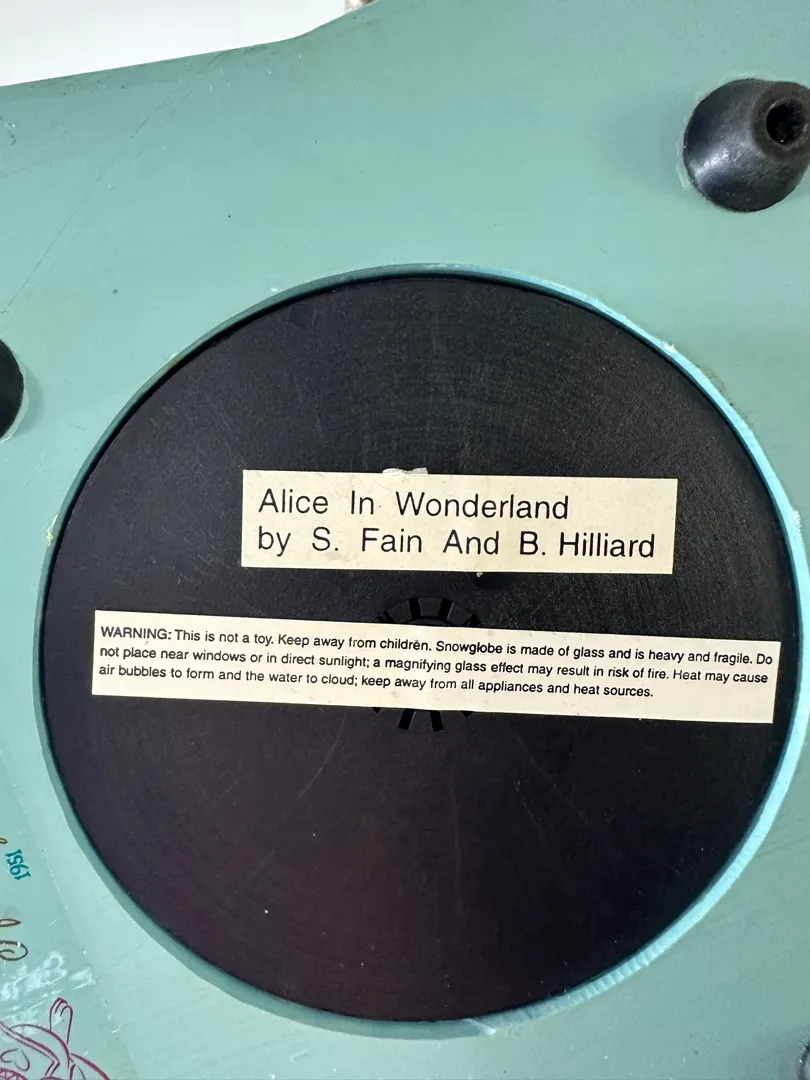 Alice In Wonderland
by S. Fain And B. Hilliard
WARNING: This is not a toy. Keep away from children. Snowglobe is made of glass and is heavy and fragile. Do
not place near windows or in direct sunlight; a magnifying glass effect may result in risk of fire. Heat may cause
air bubbles to form and the water to cloud; keep away from all appliances and heat sources.
1951